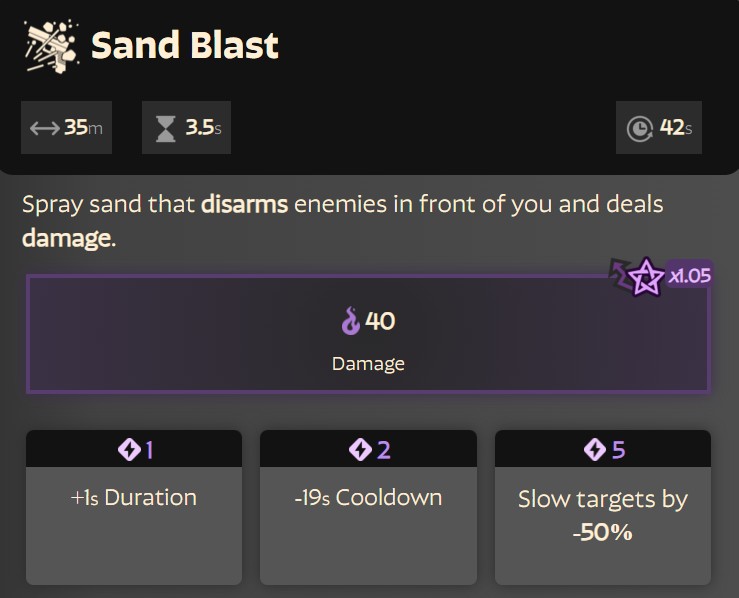 Sand Blast
35m 3.5s 42s
Spray sand that disarms enemies in front of you and deals
damage.
x1.05
40
Damage
1 2 5
+1s Duration -19s Cooldown Slow targets by
-50%